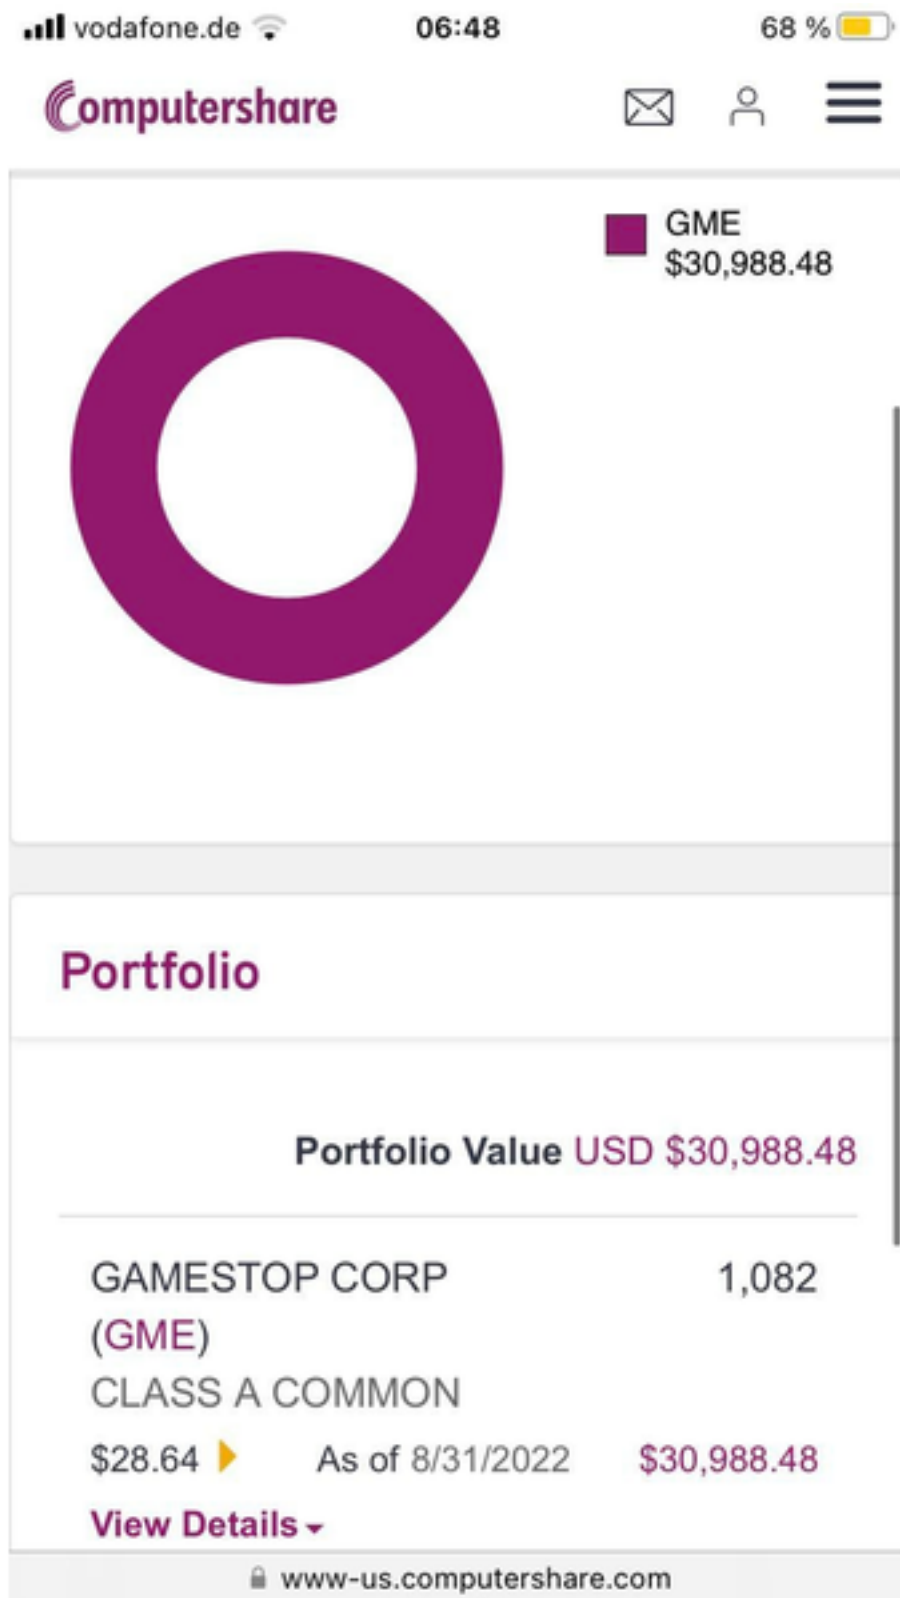 vodafone.de 06:48 68 %
Computershare
GME
$30,988.48
Portfolio
Portfolio Value USD $30,988.48
GAMESTOP CORP 1,082
(GME)
CLASS A COMMON
$28.64 As of 8/31/2022 $30,988.48
View Details
www-us.computershare.com